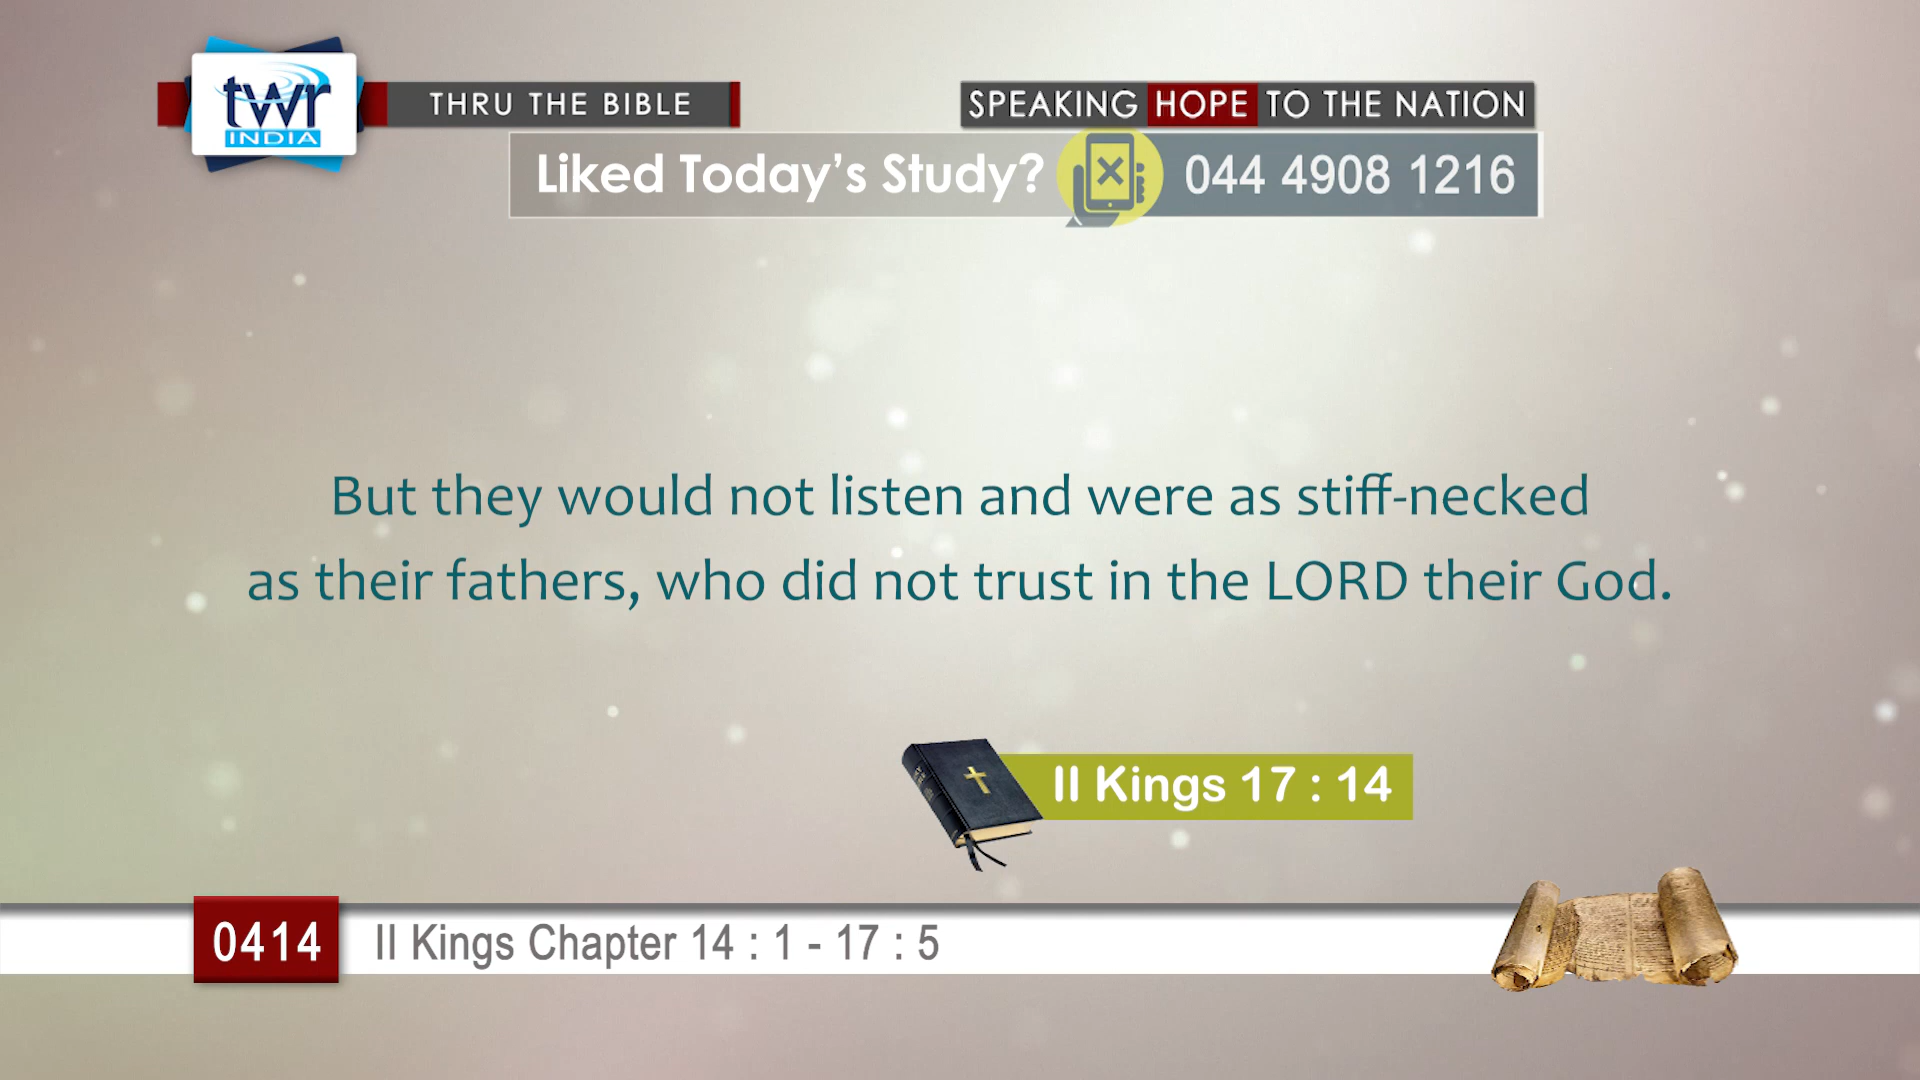 twr
INDIA
THRU THE BIBLE
SPEAKING HOPE TO THE NATION
Liked Today's Study? 044 4908 1216
But they would not listen and were as stiff-necked
as their fathers, who did not trust in the LORD their God.
II Kings 17 : 14
0414 II Kings Chapter 14 : 1 - 17 : 5